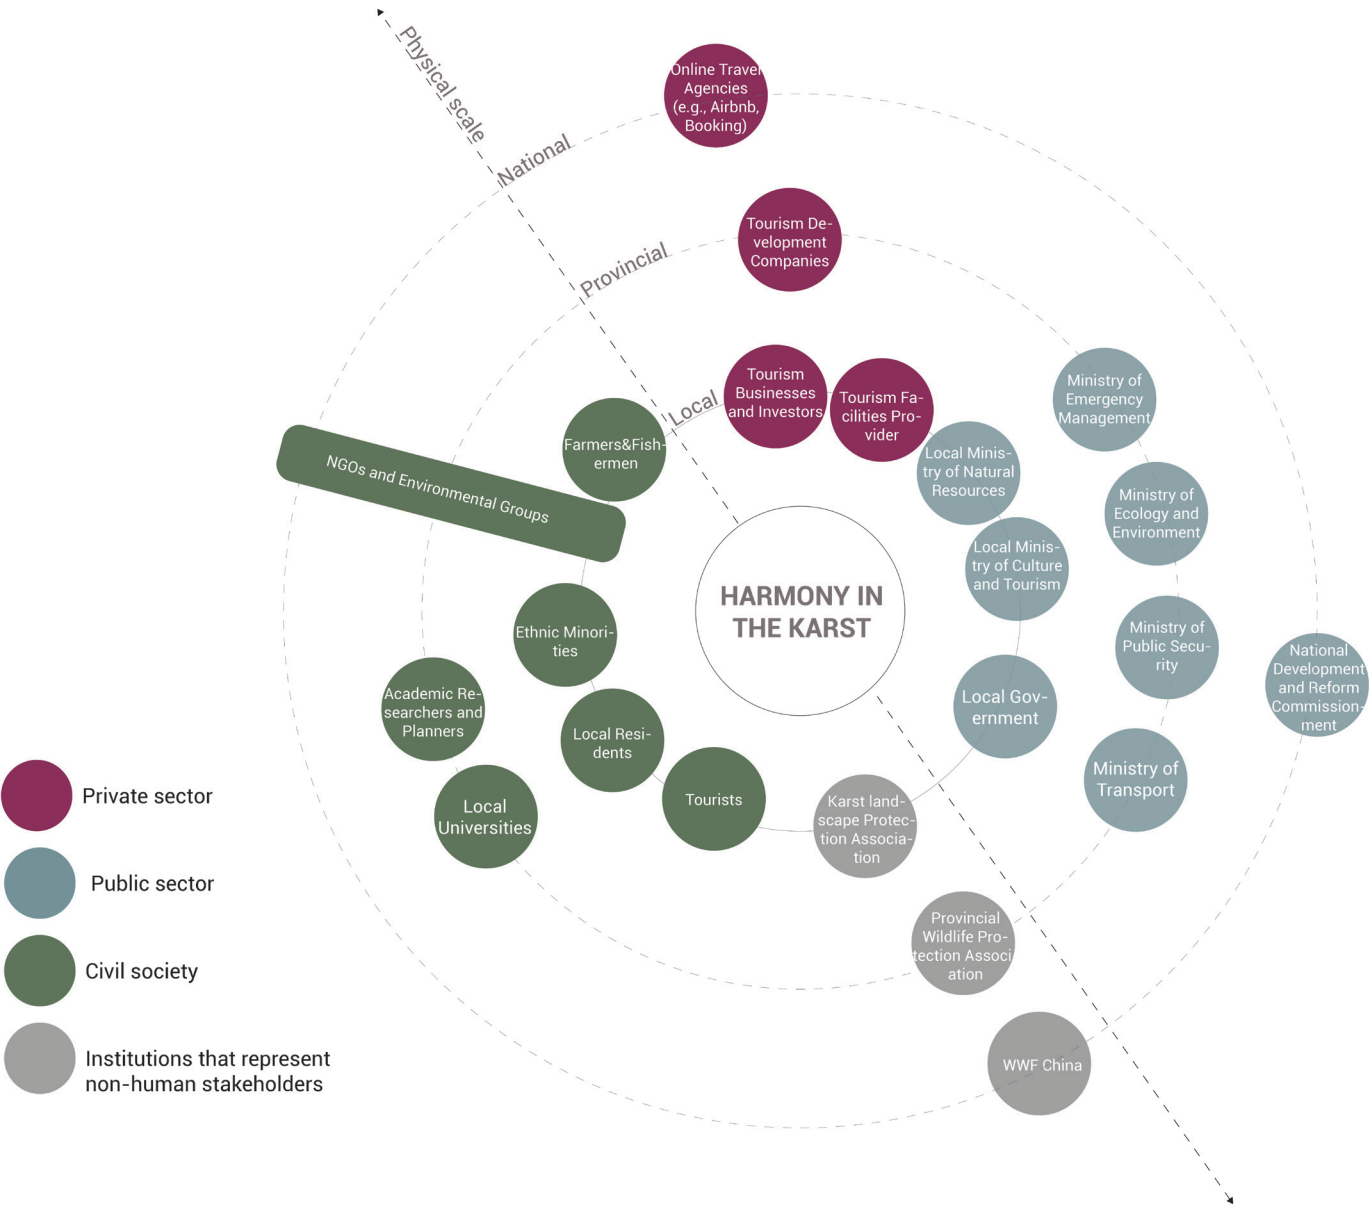 Physical scale
National
Provincial
Local
Online Travel
Agencies
(e.g., Airbnb,
Booking)
Tourism De-
velopment
Companies
Tourism
Businesses
and Investors
Tourism Fa-
cilities Pro-
vider
Local Minis-
try of Natural
Resources
Local Minis-
try of Culture
and Tourism
Local Gov-
ernment
Ministry of
Emergency
Management
Ministry of
Ecology and
Environment
Ministry of
Public Secu-
rity
Ministry of
Transport
National
Development
and Reform
Commission-
ment
Farmers&Fish-
ermen
NGOs and Environmental Groups
Ethnic Minori-
ties
Academic Re-
searchers and
Planners
Local Resi-
dents
Local
Universities
Tourists
Karst land-
scape Protec-
tion Associa-
tion
Provincial
Wildlife Pro-
tection Associ
ation
WWF China
HARMONY IN
THE KARST
Private sector
Public sector
Civil society
Institutions that represent
non-human stakeholders